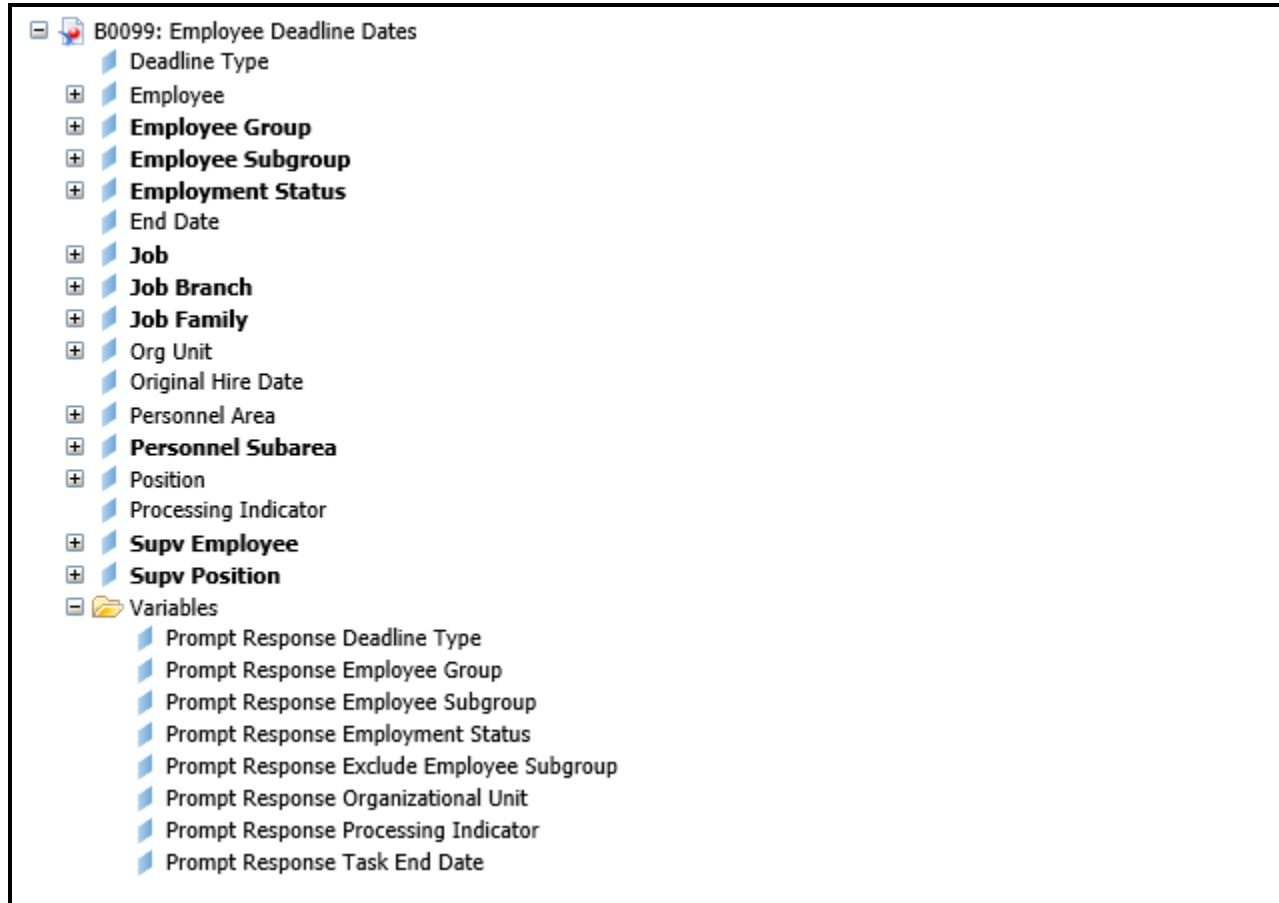 B0099: Employee Deadline Dates
Deadline Type
Employee
Employee Group
Employee Subgroup
Employment Status
End Date
Job
Job Branch
Job Family
Org Unit
Original Hire Date
Personnel Area
Personnel Subarea
Position
Processing Indicator
Supv Employee
Supv Position
Variables
Prompt Response Deadline Type
Prompt Response Employee Group
Prompt Response Employee Subgroup
Prompt Response Employment Status
Prompt Response Exclude Employee Subgroup
Prompt Response Organizational Unit
Prompt Response Processing Indicator
Prompt Response Task End Date